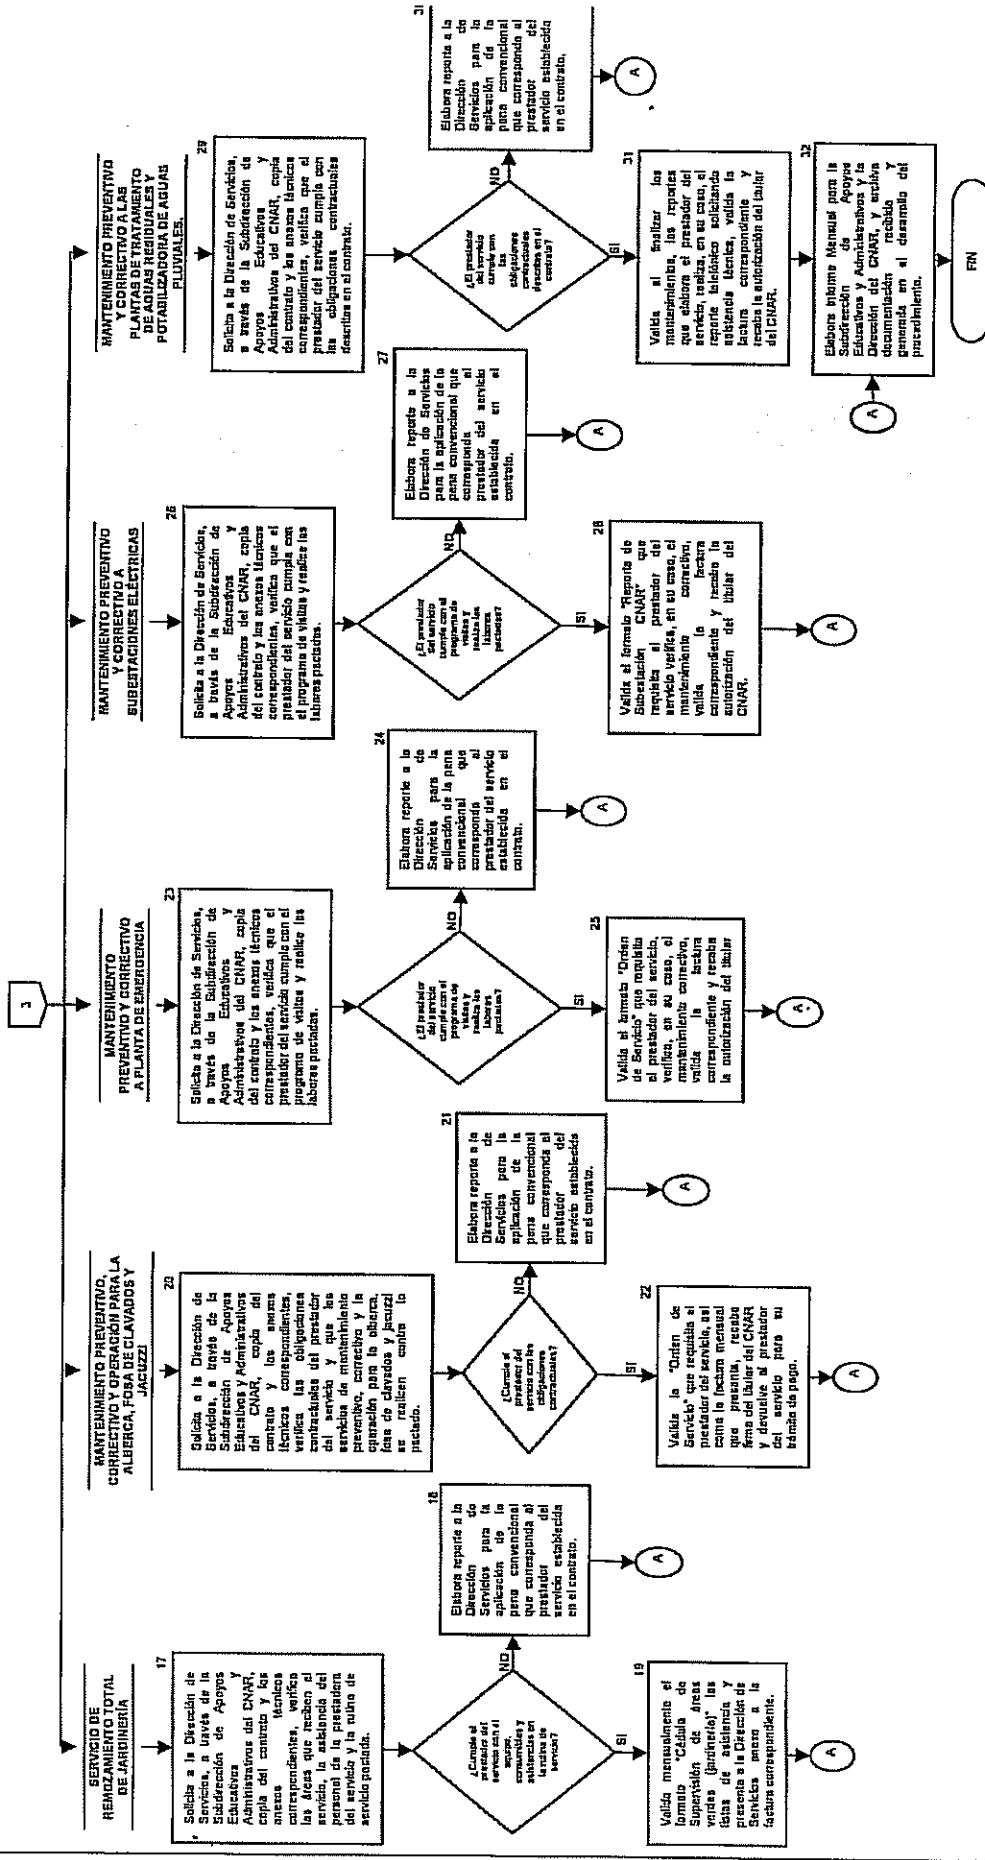 3
SERVICIO DE
REMOZAMIENTO TOTAL
DE JARDINERÍA
17
Solicita a la Dirección de
Servicios, a través de la
Subdirección de Apoyos
Educativos y
Administrativos del CNAR,
copia del contrato y los
anexos técnicos
correspondientes, verifica
las áreas que reciben el
servicio, la asistencia del
personal de la prestadora
del servicio y la rutina de
servicio pactada.
¿Cumple el
prestador del
servicio con el
equipo,
consumibles y
asistencias en
la rutina de
servicio?
NO
18
Elabora reporte a la
Dirección de
Servicios para la
aplicación de la
pena convencional
que corresponda al
prestador del
servicio establecida
en el contrato.
A
SI
19
Valida mensualmente el
formato "Cédula de
Supervisión de áreas
verdes (jardinería)" las
listas de asistencia y
presenta a la Dirección de
Servicios anexo a la
factura correspondiente.
A
MANTENIMIENTO PREVENTIVO,
CORRECTIVO Y OPERACIÓN PARA LA
ALBERCA, FOSA DE CLAVADOS Y
JACUZZI
20
Solicita a la Dirección de
Servicios, a través de la
Subdirección de Apoyos
Educativos y Administrativos
del CNAR, copia del
contrato y los anexos
técnicos correspondientes,
verifica las obligaciones
contractuales del prestador
del servicio y que los
servicios de mantenimiento
preventivo, correctivo y la
operación para la alberca,
fosa de clavados y jacuzzi
se realicen contra lo
pactado.
¿Cumple el
prestador del
servicio con las
obligaciones
contractuales?
NO
21
Elabora reporte a la
Dirección de
Servicios para la
aplicación de la
pena convencional
que corresponda al
prestador del
servicio establecida
en el contrato.
A
SI
22
Valida la "Orden de
Servicio" que requisita el
prestador del servicio, así
como la factura mensual
que presenta, recaba
firma del titular del CNAR
y devuelve al prestador
del servicio para su
trámite de pago.
A
MANTENIMIENTO
PREVENTIVO Y CORRECTIVO
A PLANTA DE EMERGENCIA
23
Solicita a la Dirección de Servicios,
a través de la Subdirección de
Apoyos Educativos y
Administrativos del CNAR, copia
del contrato y los anexos técnicos
correspondientes, verifica que el
prestador del servicio cumpla con el
programa de visitas y realice las
labores pactadas.
¿El prestador
del servicio
cumple con el
programa de
visitas y
realiza las
labores
pactadas?
NO
24
Elabora reporte a la
Dirección de
Servicios para la
aplicación de la pena
convencional que
corresponda al
prestador del servicio
establecida en el
contrato.
A
SI
25
Valida el formato "Orden
de Servicio" que requisita
el prestador del servicio,
verifica, en su caso, el
mantenimiento correctivo,
valida la factura
correspondiente y recaba
la autorización del titular
A
MANTENIMIENTO PREVENTIVO
Y CORRECTIVO A
SUBESTACIONES ELÉCTRICAS
26
Solicita a la Dirección de Servicios,
a través de la Subdirección de
Apoyos Educativos y
Administrativos del CNAR, copia
del contrato y los anexos técnicos
correspondientes, verifica que el
prestador del servicio cumpla con
el programa de visitas y realice las
labores pactadas.
¿El prestador
del servicio
cumple con el
programa de
visitas y
realiza las
labores
pactadas?
NO
27
Elabora reporte a la
Dirección de Servicios
para la aplicación de la
pena convencional que
corresponda al
prestador del servicio
establecida en el
contrato.
A
SI
28
Valida el formato "Reporte de
Subestación CNAR" que
requisita el prestador del
servicio verifica, en su caso, el
mantenimiento correctivo,
valida la factura
correspondiente y recaba la
autorización del titular del
CNAR.
A
MANTENIMIENTO PREVENTIVO
Y CORRECTIVO A LAS
PLANTAS DE TRATAMIENTO
DE AGUAS RESIDUALES Y
POTABILIZADORA DE AGUAS
PLUVIALES.
29
Solicita a la Dirección de Servicios,
a través de la Subdirección de
Apoyos Educativos y
Administrativos del CNAR, copia
del contrato y los anexos técnicos
correspondientes, verifica que el
prestador del servicio cumpla con
las obligaciones contractuales
descritas en el contrato.
¿El prestador
del servicio
cumple con
las
obligaciones
contractuales
descritas en el
contrato?
NO
31
Elabora reporte a la
Dirección de
Servicios para la
aplicación de la
pena convencional
que corresponda al
prestador del
servicio establecida
en el contrato.
A
SI
31
Valida al finalizar los
mantenimientos, los reportes
que elabora el prestador del
servicio, realiza, en su caso, el
reporte telefónico solicitando
asistencia técnica, valida la
factura correspondiente y
recaba la autorización del titular
del CNAR.
32
Elabora Informe Mensual para la
Subdirección de Apoyos
Educativos y Administrativos y la
Dirección del CNAR, y archiva
documentación recibida y
generada en el desarrollo del
procedimiento.
A
FIN